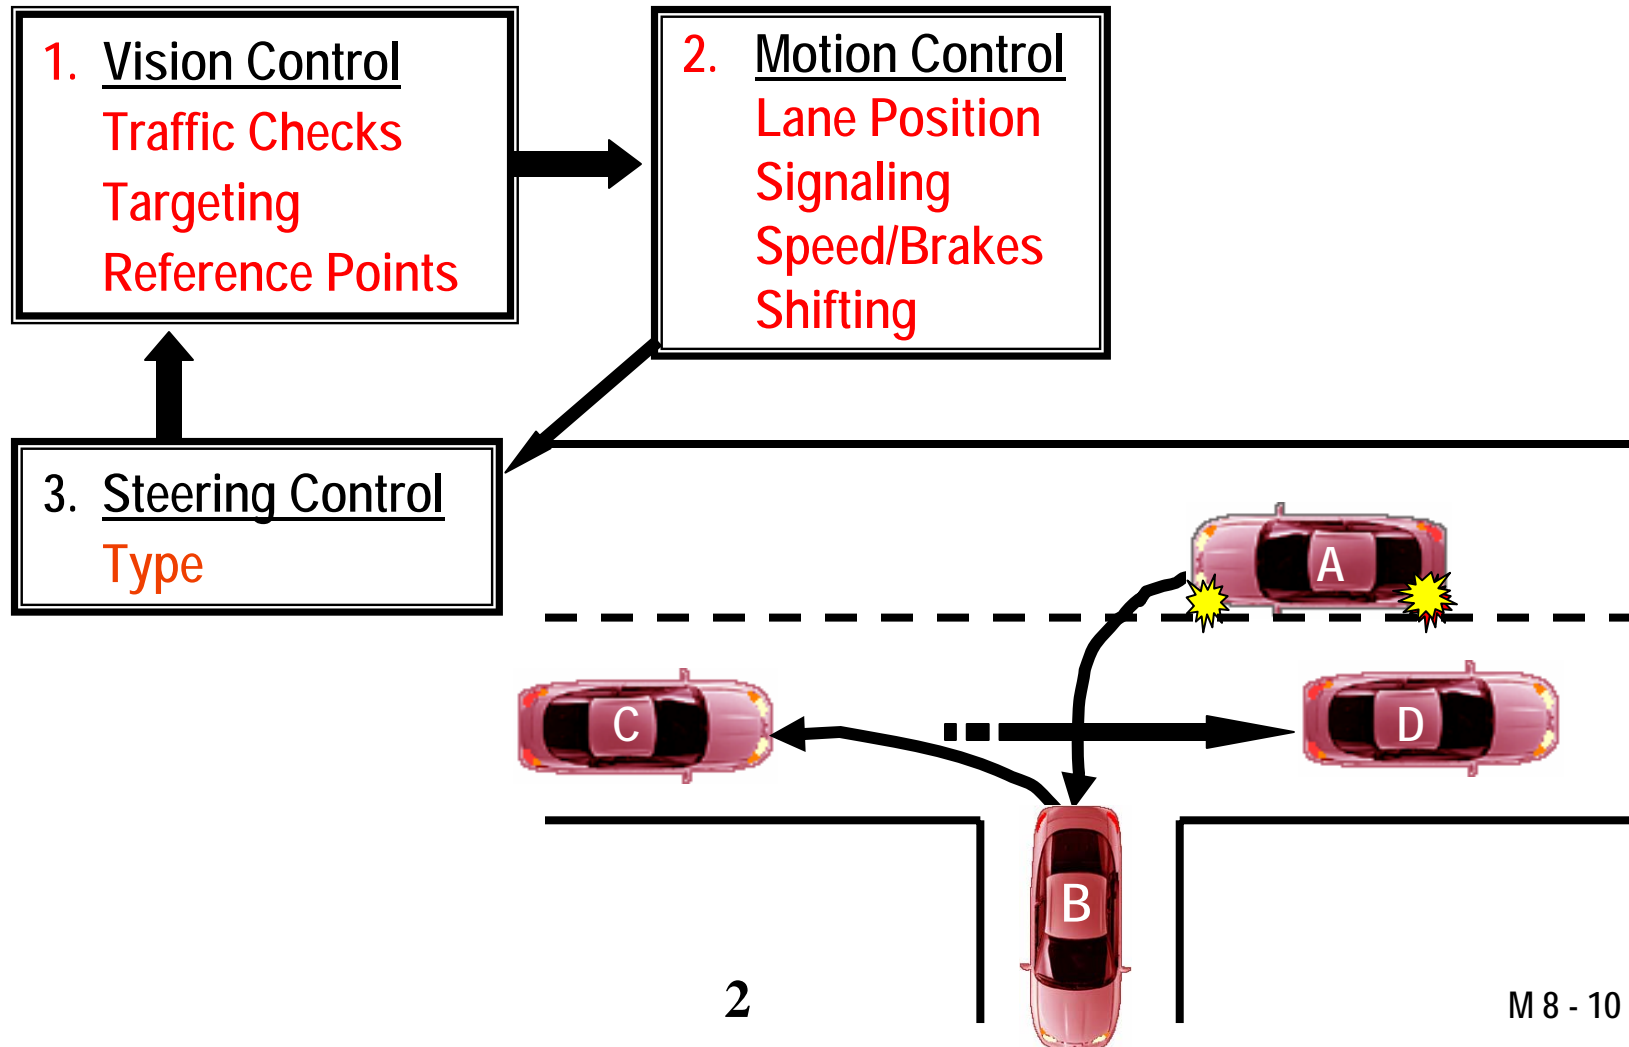 1. Vision Control
Traffic Checks
Targeting
Reference Points
2. Motion Control
Lane Position
Signaling
Speed/Brakes
Shifting
3. Steering Control
Type
A
C
D
B
2
M 8 - 10